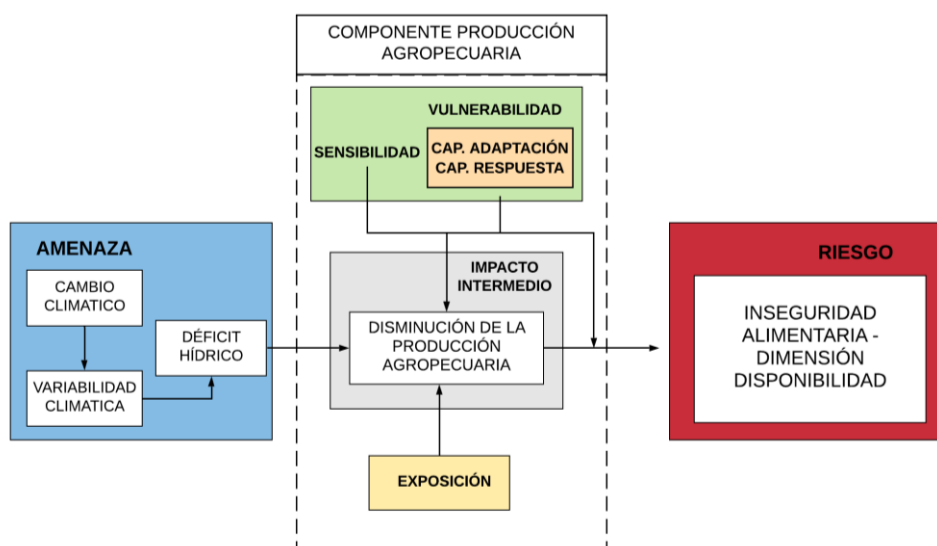 COMPONENTE PRODUCCIÓN
AGROPECUARIA
VULNERABILIDAD
SENSIBILIDAD
CAP. ADAPTACIÓN
CAP. RESPUESTA
AMENAZA
CAMBIO
CLIMATICO
VARIABILIDAD
CLIMATICA
DÉFICIT
HÍDRICO
IMPACTO
INTERMEDIO
DISMINUCIÓN DE LA
PRODUCCIÓN
AGROPECUARIA
EXPOSICIÓN
RIESGO
INSEGURIDAD
ALIMENTARIA -
DIMENSIÓN
DISPONIBILIDAD